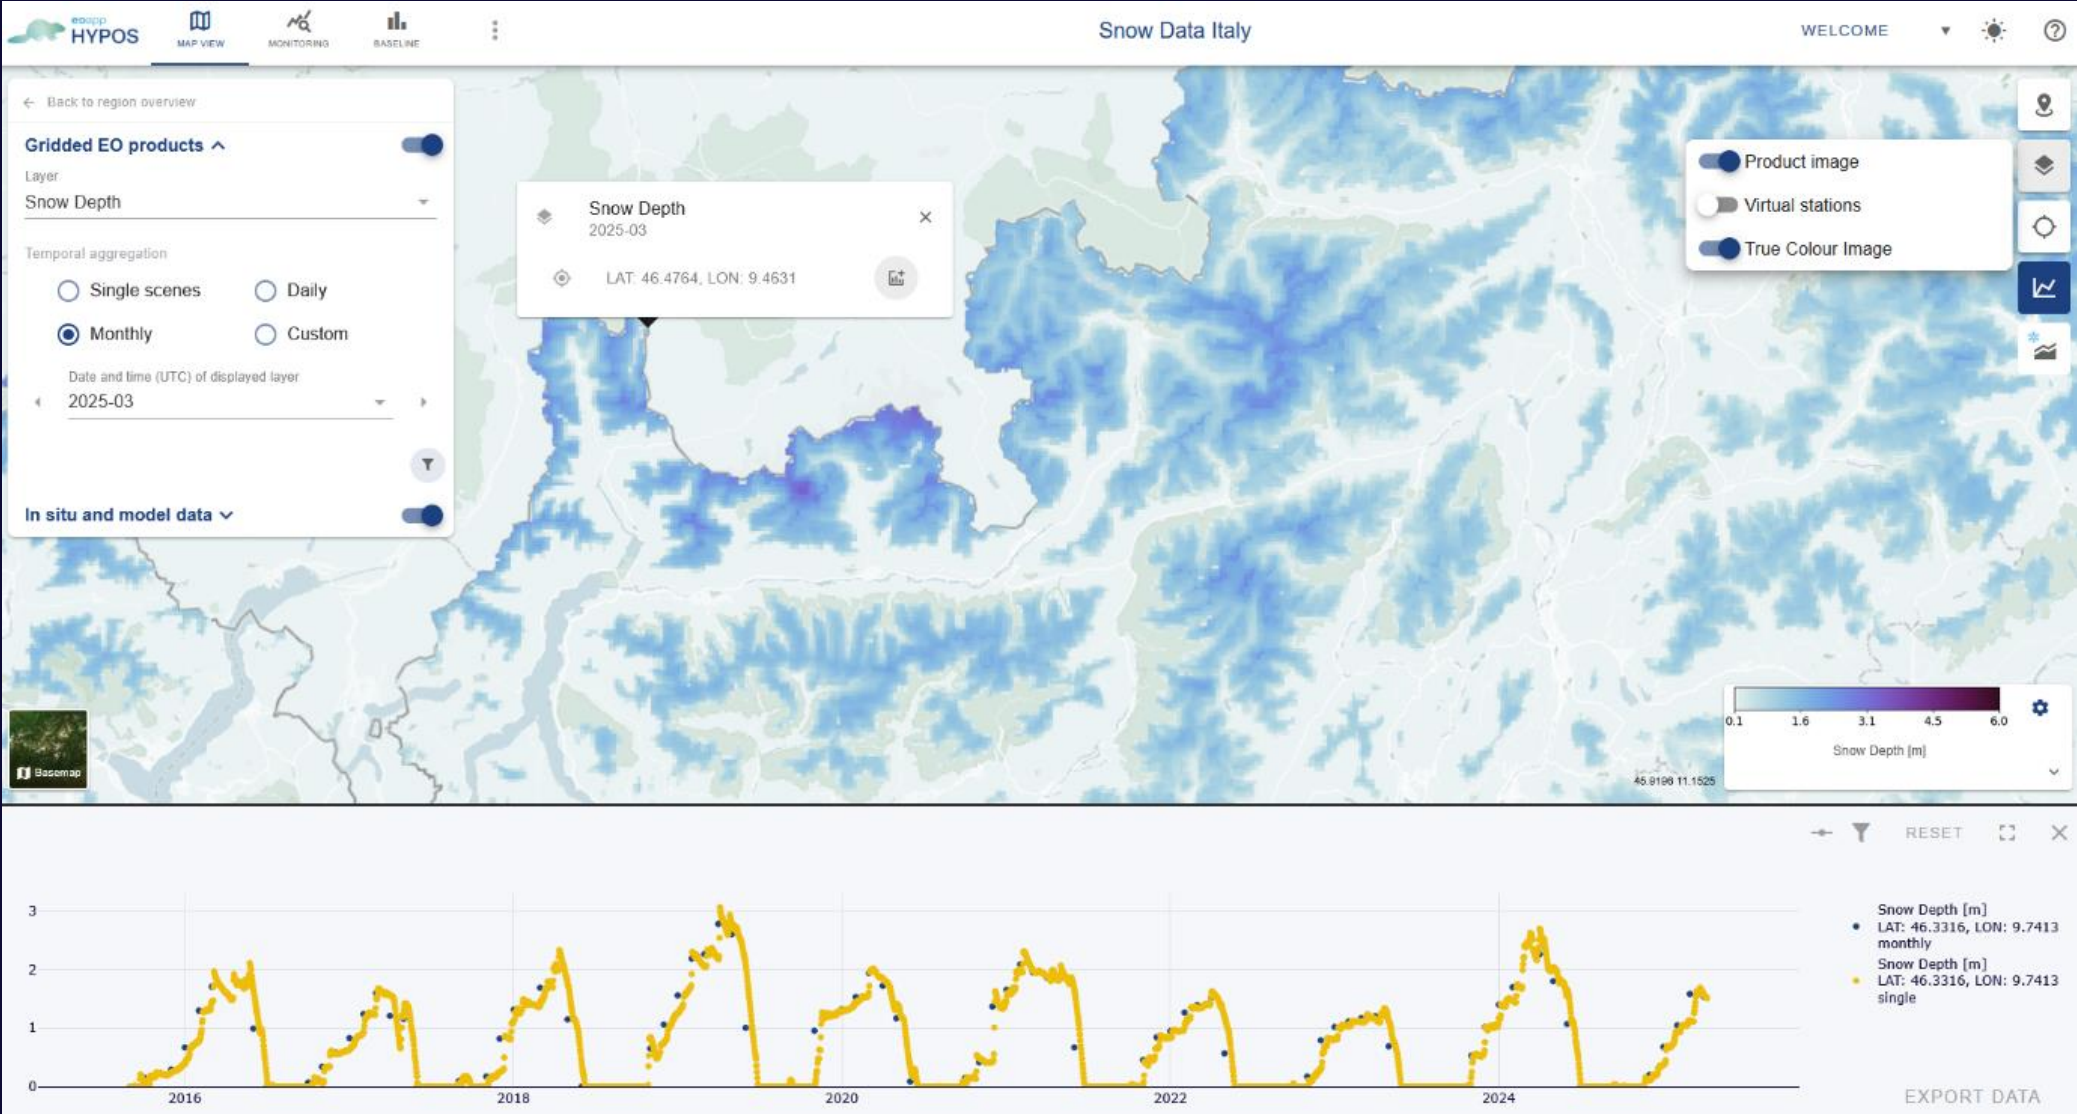 eoapp
HYPOS
MAP VIEW
MONITORING
BASELINE
Snow Data Italy
WELCOME
Back to region overview
Gridded EO products
Layer
Snow Depth
Temporal aggregation
Single scenes
Daily
Monthly
Custom
Date and time (UTC) of displayed layer
2025-03
In situ and model data
Snow Depth
2025-03
LAT: 46.4764, LON: 9.4631
Product image
Virtual stations
True Colour Image
Basemap
45.9196 11.1525
0.1 1.6 3.1 4.5 6.0
Snow Depth [m]
RESET
3
2
1
0
2016 2018 2020 2022 2024
Snow Depth [m]
LAT: 46.3316, LON: 9.7413
monthly
Snow Depth [m]
LAT: 46.3316, LON: 9.7413
single
EXPORT DATA